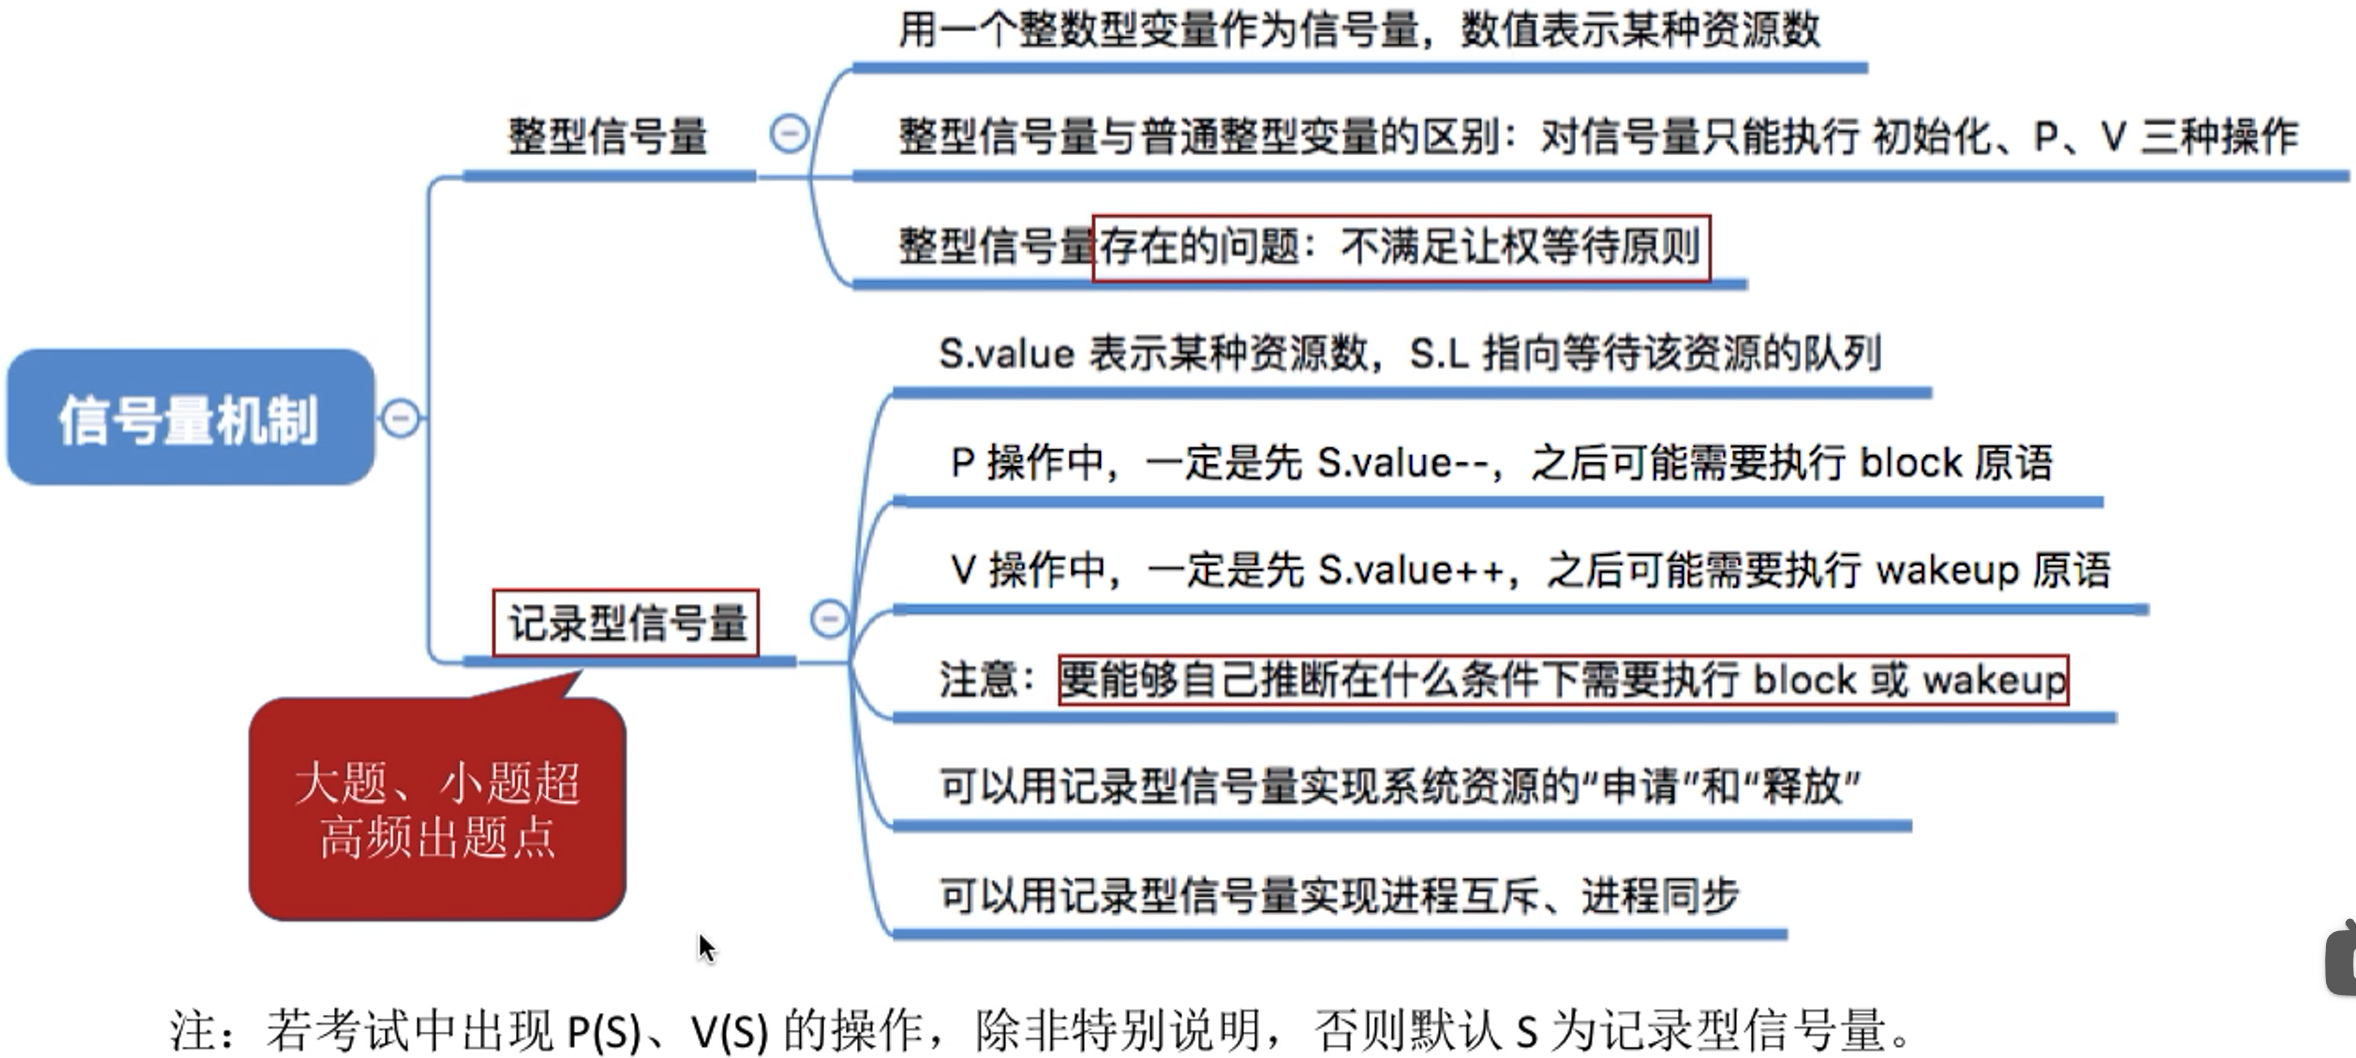 用一个整数型变量作为信号量，数值表示某种资源数
整型信号量
整型信号量与普通整型变量的区别：对信号量只能执行 初始化、P、V 三种操作
整型信号量存在的问题：不满足让权等待原则
信号量机制
S.value 表示某种资源数，S.L 指向等待该资源的队列
P 操作中，一定是先 S.value--，之后可能需要执行 block 原语
V 操作中，一定是先 S.value++，之后可能需要执行 wakeup 原语
记录型信号量
注意：要能够自己推断在什么条件下需要执行 block 或 wakeup
可以用记录型信号量实现系统资源的“申请”和“释放”
可以用记录型信号量实现进程互斥、进程同步
大题、小题超
高频出题点
注：若考试中出现 P(S)、V(S) 的操作，除非特别说明，否则默认 S 为记录型信号量。